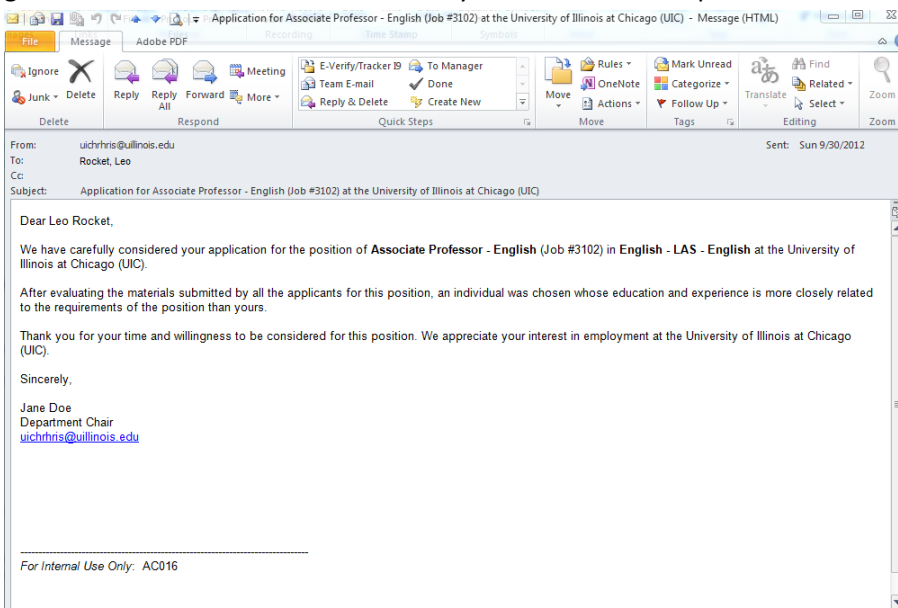 Application for Associate Professor - English (Job #3102) at the University of Illinois at Chicago (UIC) - Message (HTML)
File Message Adobe PDF
Recording Time Stamp Symbols
Ignore Meeting E-Verify/Tracker I9 To Manager Rules Mark Unread Find
Junk Delete Reply Reply All Forward More Team E-mail Done Move OneNote Categorize Translate Related Zoom
Reply & Delete Create New Actions Follow Up Select
Delete Respond Quick Steps Move Tags Editing Zoom
From: uichrhris@uillinois.edu Sent: Sun 9/30/2012
To: Rocket, Leo
Cc:
Subject: Application for Associate Professor - English (Job #3102) at the University of Illinois at Chicago (UIC)
Dear Leo Rocket,
We have carefully considered your application for the position of Associate Professor - English (Job #3102) in English - LAS - English at the University of
Illinois at Chicago (UIC).
After evaluating the materials submitted by all the applicants for this position, an individual was chosen whose education and experience is more closely related
to the requirements of the position than yours.
Thank you for your time and willingness to be considered for this position. We appreciate your interest in employment at the University of Illinois at Chicago
(UIC).
Sincerely,
Jane Doe
Department Chair
uichrhris@uillinois.edu
For Internal Use Only: AC016